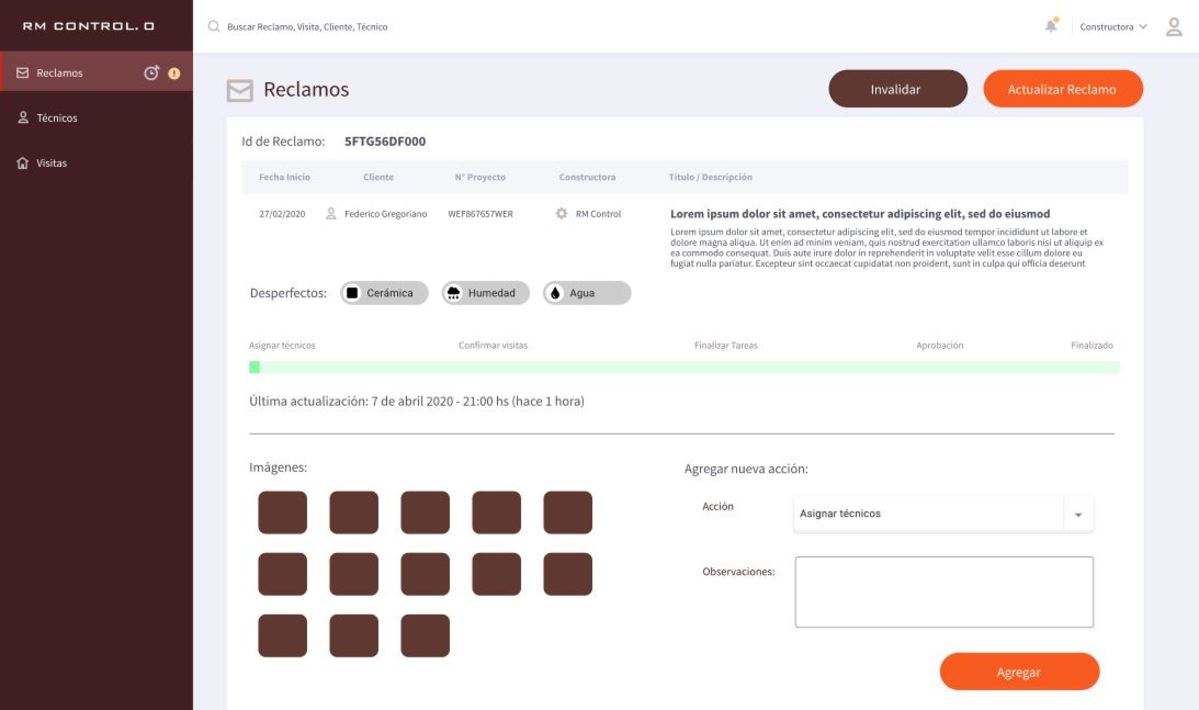 RM CONTROL. O
Buscar Reclamo, Visita, Cliente, Técnico
Constructora
Reclamos
Técnicos
Visitas
Reclamos
Invalidar
Actualizar Reclamo
Id de Reclamo: 5FTG56DF000
Fecha Inicio Cliente N° Proyecto Constructora Título / Descripción
27/02/2020 Federico Gregoriano WEF867657WER RM Control Lorem ipsum dolor sit amet, consectetur adipiscing elit, sed do eiusmod
Lorem ipsum dolor sit amet, consectetur adipiscing elit, sed do eiusmod tempor incididunt ut labore et
dolore magna aliqua. Ut enim ad minim veniam, quis nostrud exercitation ullamco laboris nisi ut aliquip ex
ea commodo consequat. Duis aute irure dolor in reprehenderit in voluptate velit esse cillum dolore eu
fugiat nulla pariatur. Excepteur sint occaecat cupidatat non proident, sunt in culpa qui officia deserunt
Desperfectos: Cerámica Humedad Agua
Asignar técnicos Confirmar visitas Finalizar Tareas Aprobación Finalizado
Última actualización: 7 de abril 2020 - 21:00 hs (hace 1 hora)
Imágenes:
Agregar nueva acción:
Acción Asignar técnicos
Observaciones:
Agregar